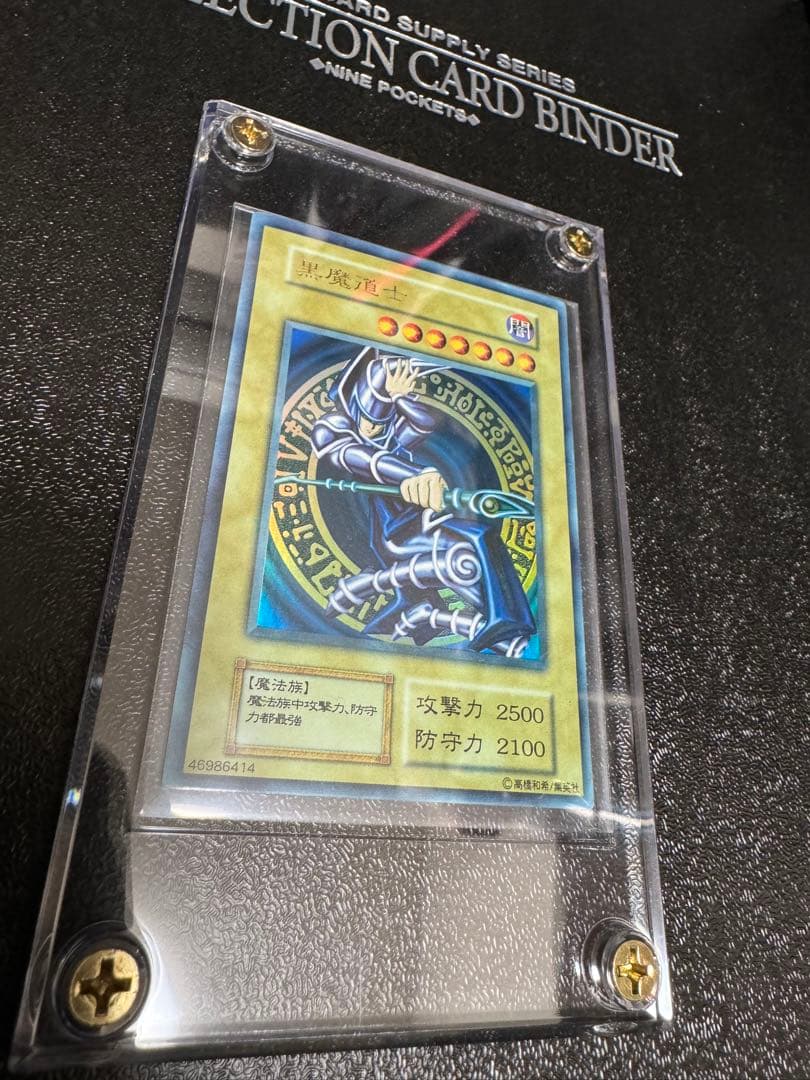 CARD SUPPLY SERIES
ECTION CARD BINDER
◆NINE POCKETS◆
黒魔道士
闇
【魔法族】
魔法族中攻擊力、防守
力都最強
攻擊力 2500
防守力 2100
46986414
©高橋和希/集英社